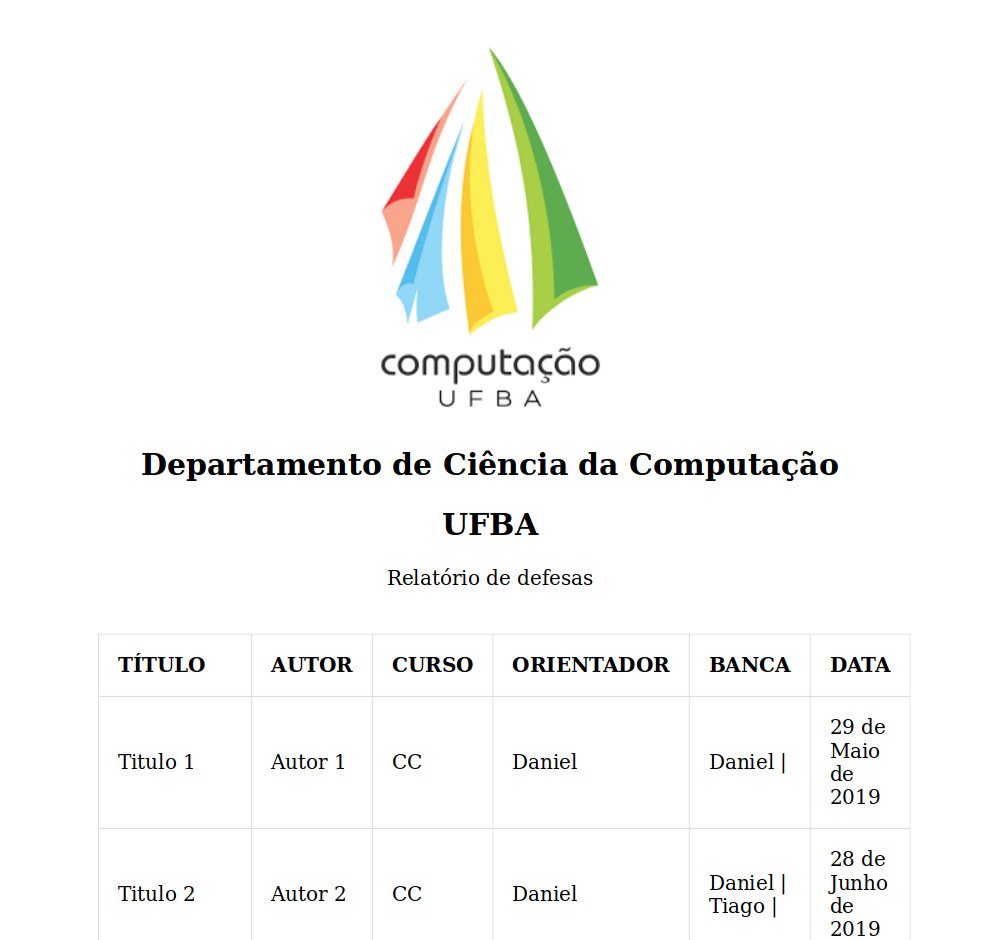 computação
UFBA
Departamento de Ciência da Computação
UFBA
Relatório de defesas
TÍTULO AUTOR CURSO ORIENTADOR BANCA DATA
Titulo 1 Autor 1 CC Daniel Daniel | 29 de
Maio
de
2019
Titulo 2 Autor 2 CC Daniel Daniel |
Tiago | 28 de
Junho
de
2019